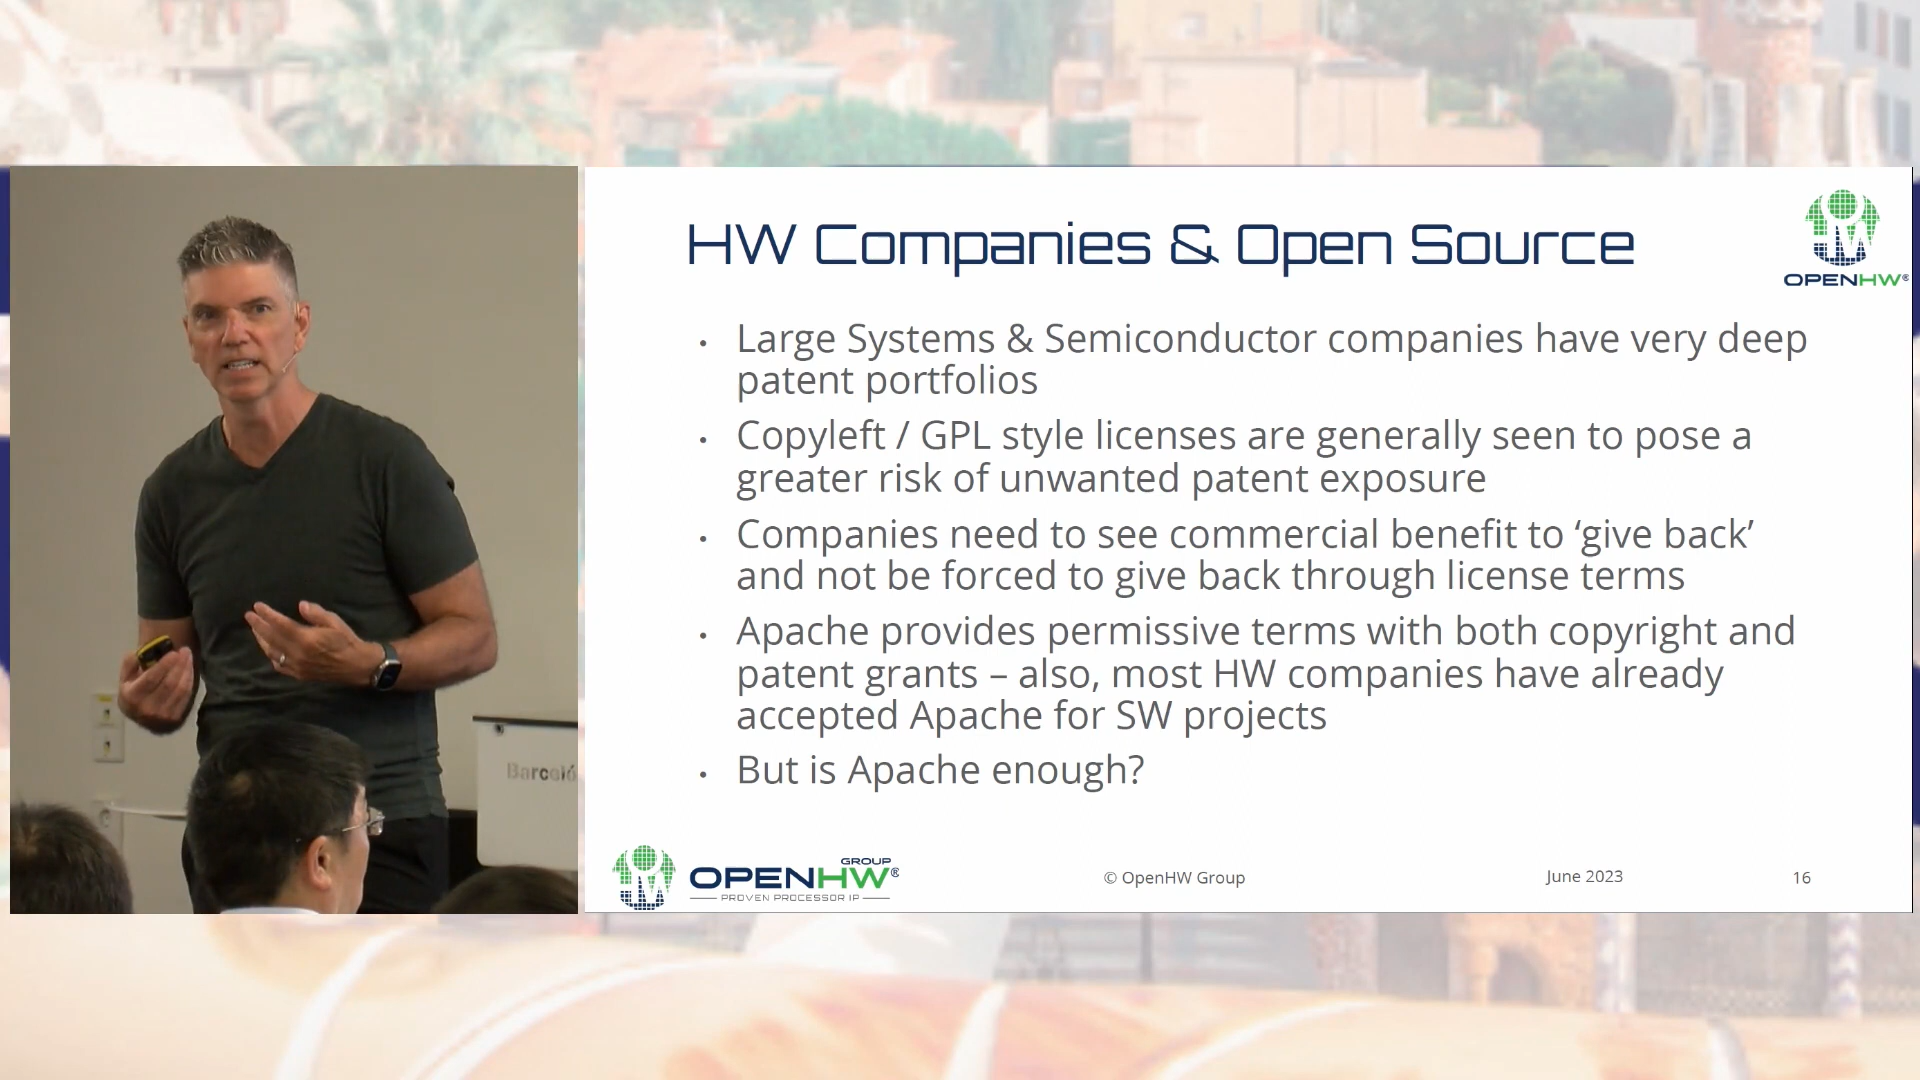 HW Companies & Open Source
OPENHW®
• Large Systems & Semiconductor companies have very deep
patent portfolios
• Copyleft / GPL style licenses are generally seen to pose a
greater risk of unwanted patent exposure
• Companies need to see commercial benefit to ‘give back’
and not be forced to give back through license terms
• Apache provides permissive terms with both copyright and
patent grants – also, most HW companies have already
accepted Apache for SW projects
• But is Apache enough?
Barceló
GROUP
OPENHW®
PROVEN PROCESSOR IP
© OpenHW Group
June 2023
16